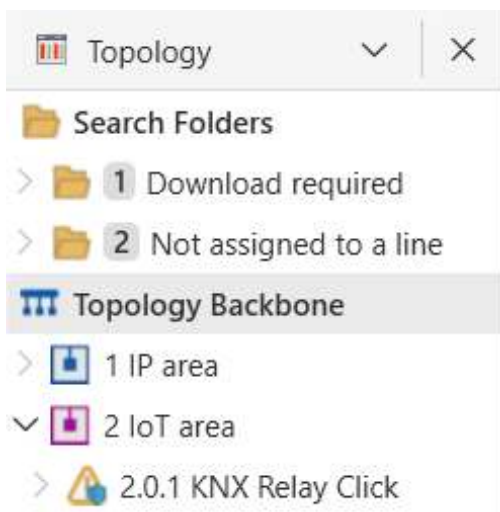 Topology
Search Folders
1 Download required
2 Not assigned to a line
Topology Backbone
1 IP area
2 IoT area
2.0.1 KNX Relay Click